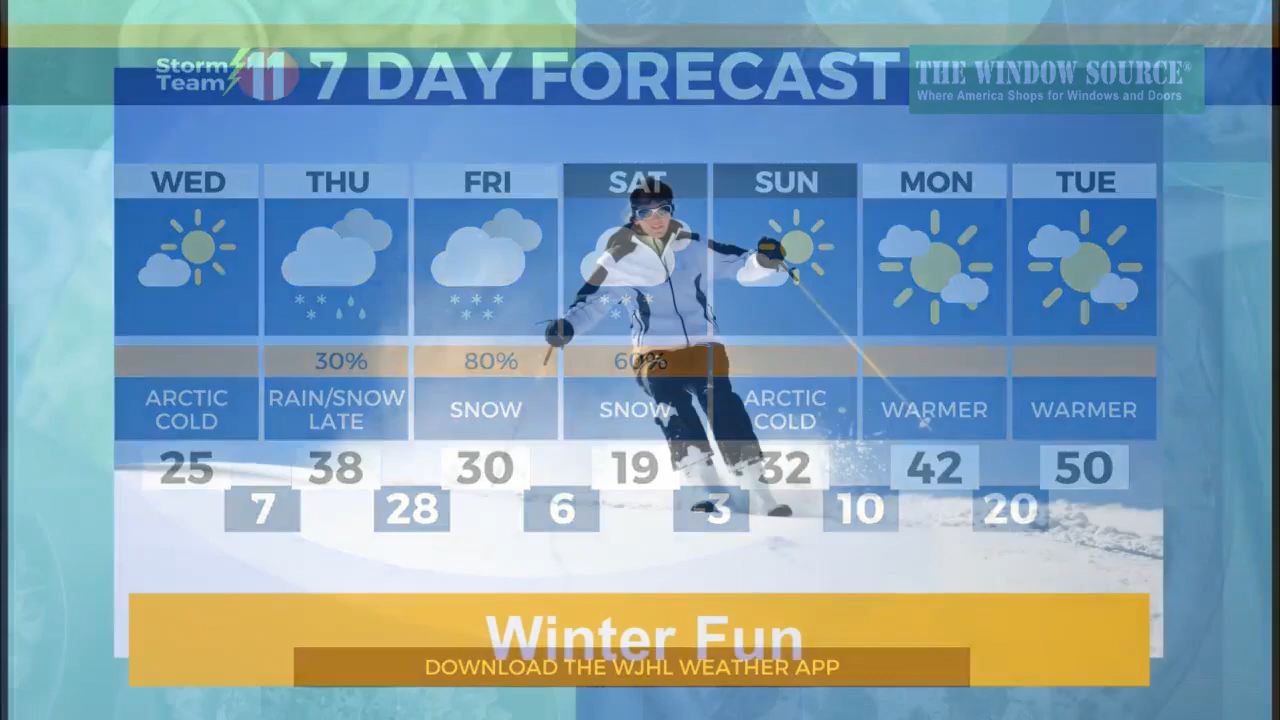 Storm
Team 11
7 DAY FORECAST
THE WINDOW SOURCE®
Where America Shops for Windows and Doors
WED THU FRI SAT SUN MON TUE
30% 80% 60%
ARCTIC COLD RAIN/SNOW LATE SNOW SNOW ARCTIC COLD WARMER WARMER
25 38 30 19 32 42 50
7 28 6 -3 10 20
Winter Fun
DOWNLOAD THE WJHL WEATHER APP